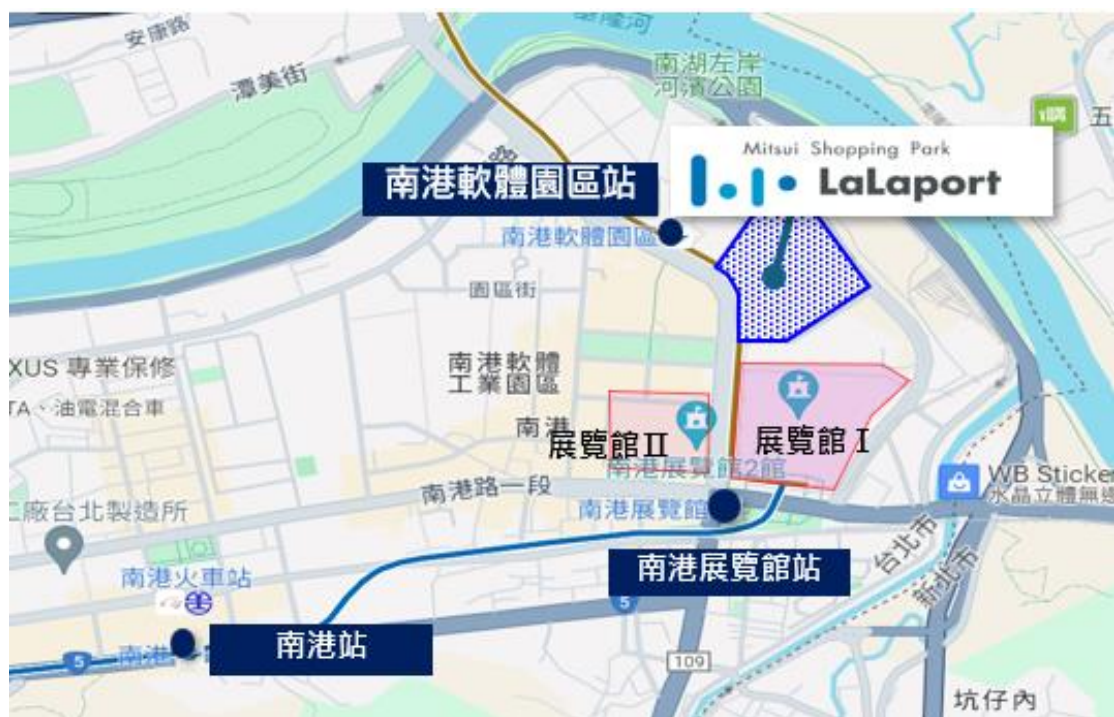 安康路
潭美街
基隆河
南湖左岸
河濱公園
五
南港軟體園區站
Mitsui Shopping Park
LaLaport
路
南港軟體園區
園區街
XUS 專業保修
TA、油電混合車
南港軟體
工業園區
南港
展覽館II
展覽館I
南港展覽館2館
南港路一段
南港展覽館
WB Sticker
水晶立體無
工廠台北製造所
台北市
新北市
南港火車站
南港展覽館站
5
南港站
5
南港
109
坑仔內